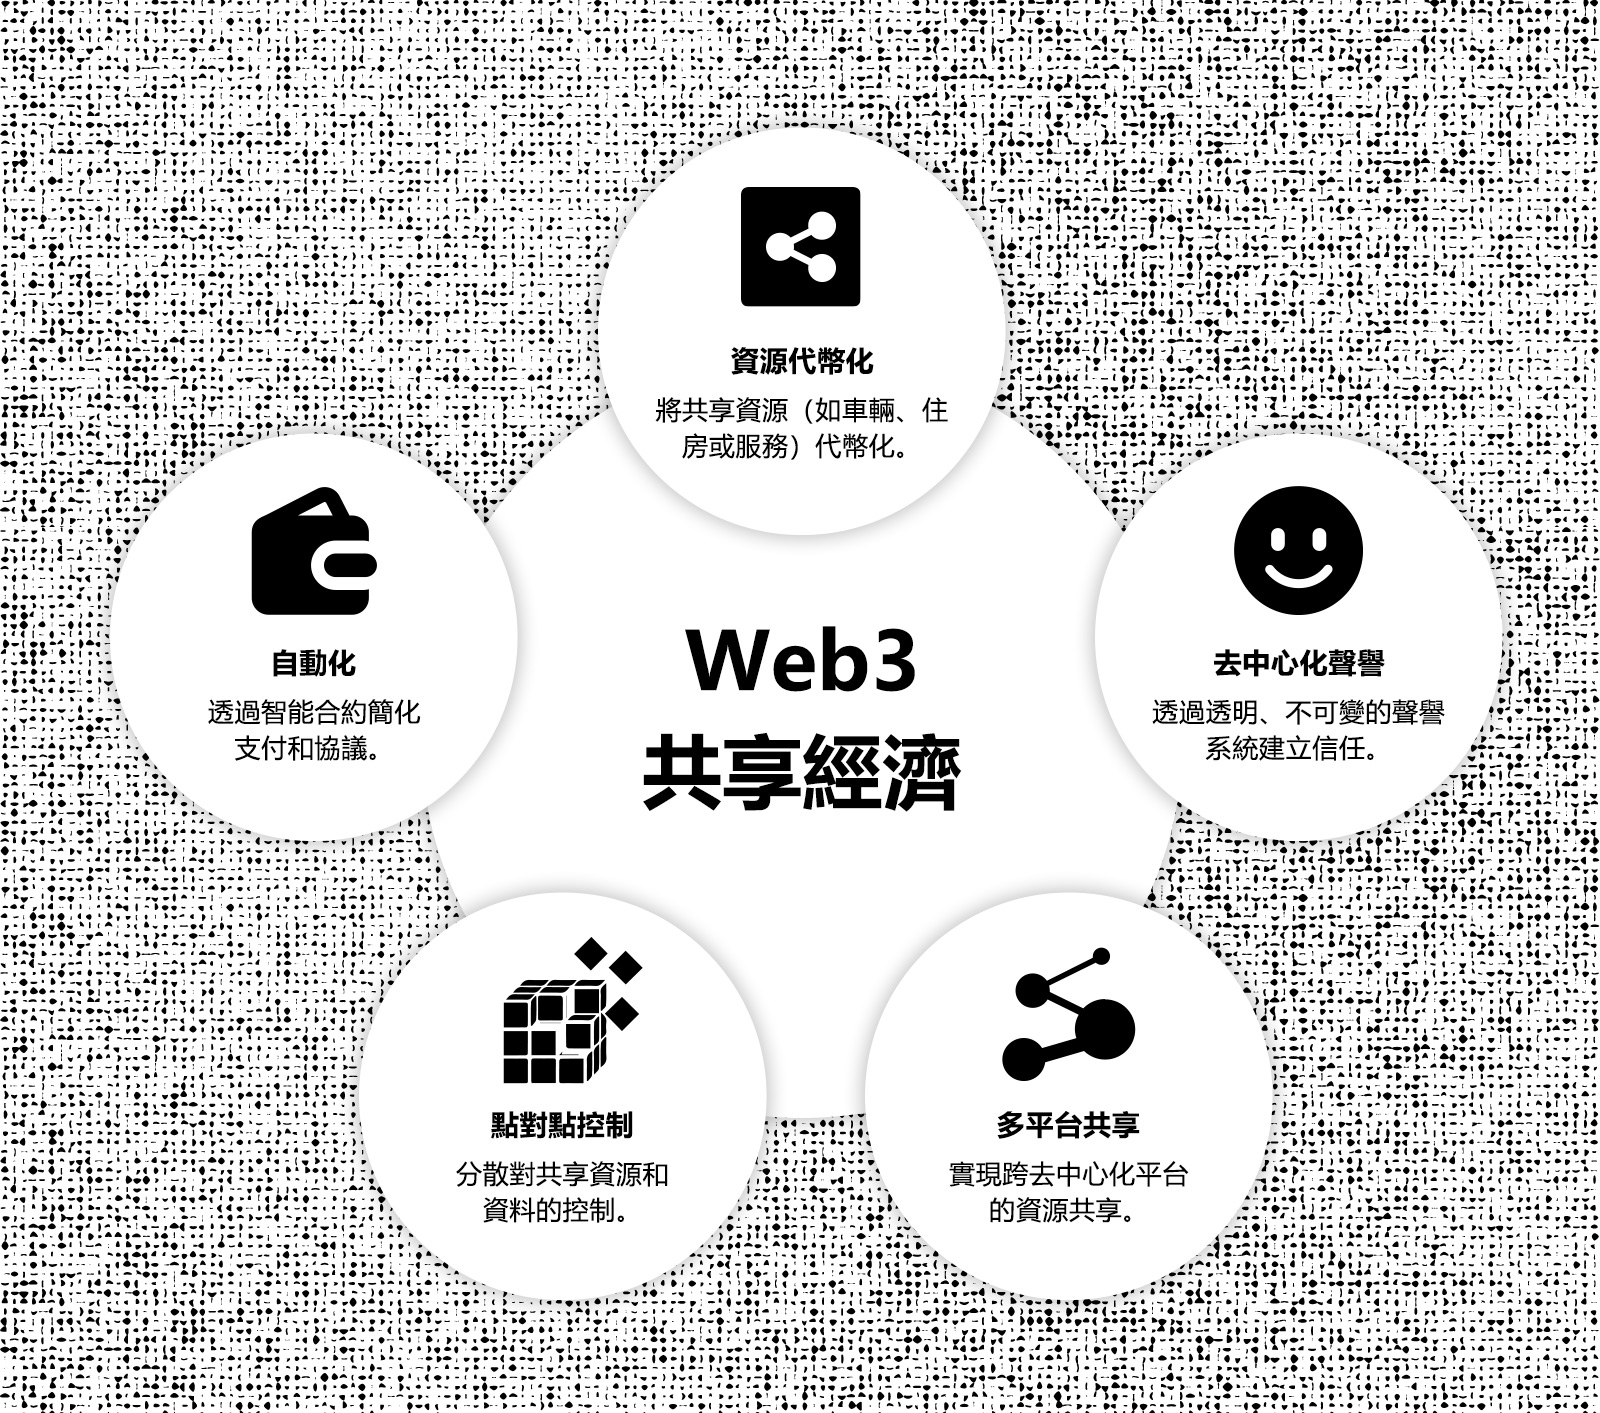 Web3
共享經濟
資源代幣化
將共享資源（如車輛、住
房或服務）代幣化。
去中心化聲譽
透過透明、不可變的聲譽
系統建立信任。
多平台共享
實現跨去中心化平台
的資源共享。
點對點控制
分散對共享資源和
資料的控制。
自動化
透過智能合約簡化
支付和協議。